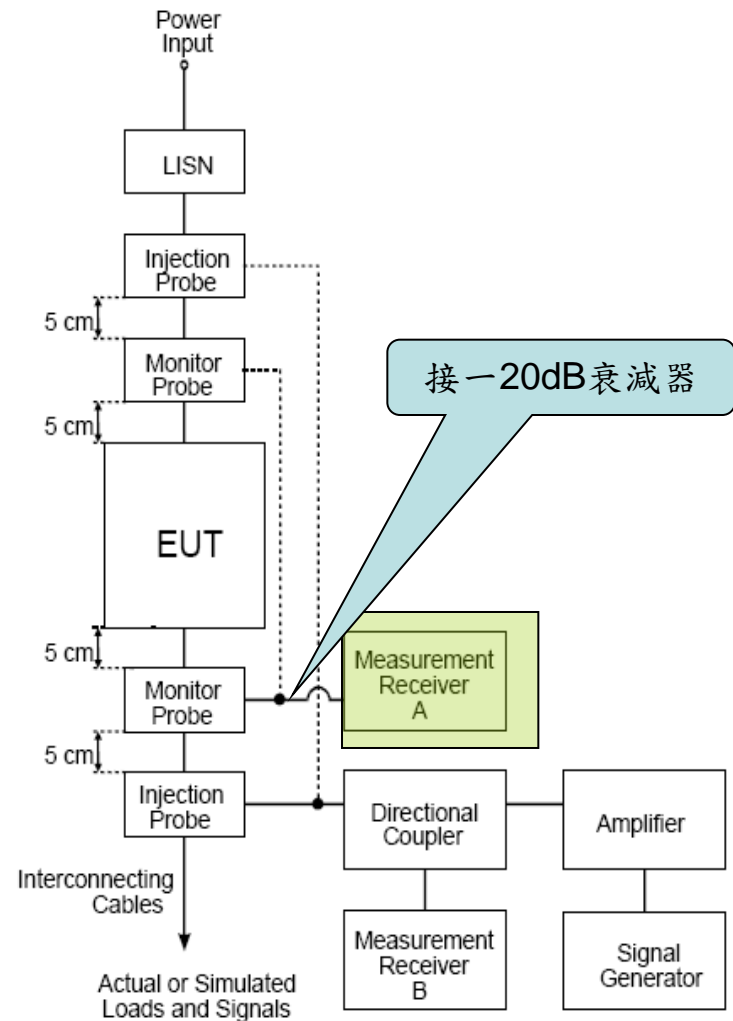 Power
Input
LISN
Injection
Probe
5 cm
Monitor
Probe
5 cm
接一20dB衰減器
EUT
5 cm
Monitor
Probe
Measurement
Receiver
A
5 cm
Injection
Probe
Directional
Coupler
Amplifier
Interconnecting
Cables
Measurement
Receiver
B
Signal
Generator
Actual or Simulated
Loads and Signals